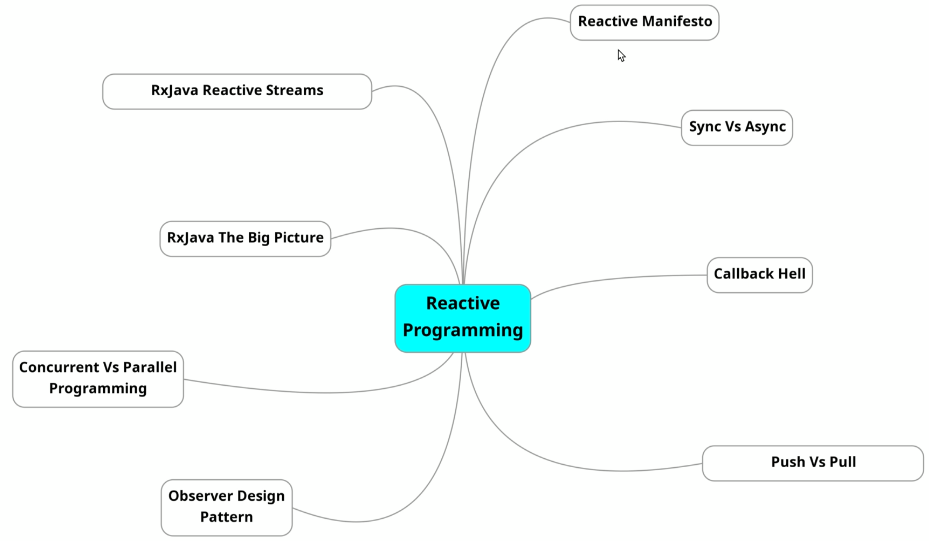 Reactive Manifesto
RxJava Reactive Streams
Sync Vs Async
RxJava The Big Picture
Callback Hell
Reactive
Programming
Concurrent Vs Parallel
Programming
Push Vs Pull
Observer Design
Pattern